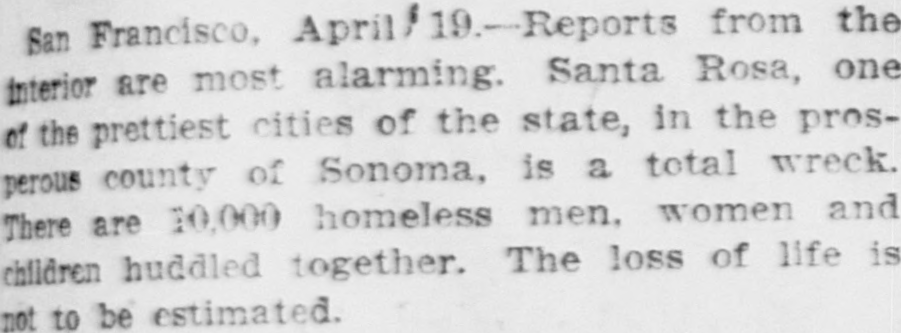 San Francisco, April 19.—Reports from the
interior are most alarming. Santa Rosa, one
of the prettiest cities of the state, in the pros-
perous county of Sonoma, is a total wreck.
There are 10,000 homeless men, women and
children huddled together. The loss of life is
not to be estimated.